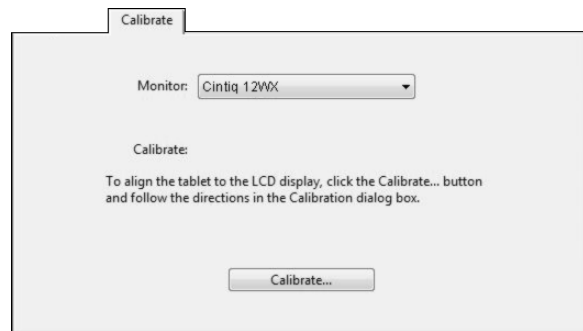 Calibrate
Monitor: Cintiq 12WX
Calibrate:
To align the tablet to the LCD display, click the Calibrate... button
and follow the directions in the Calibration dialog box.
Calibrate...